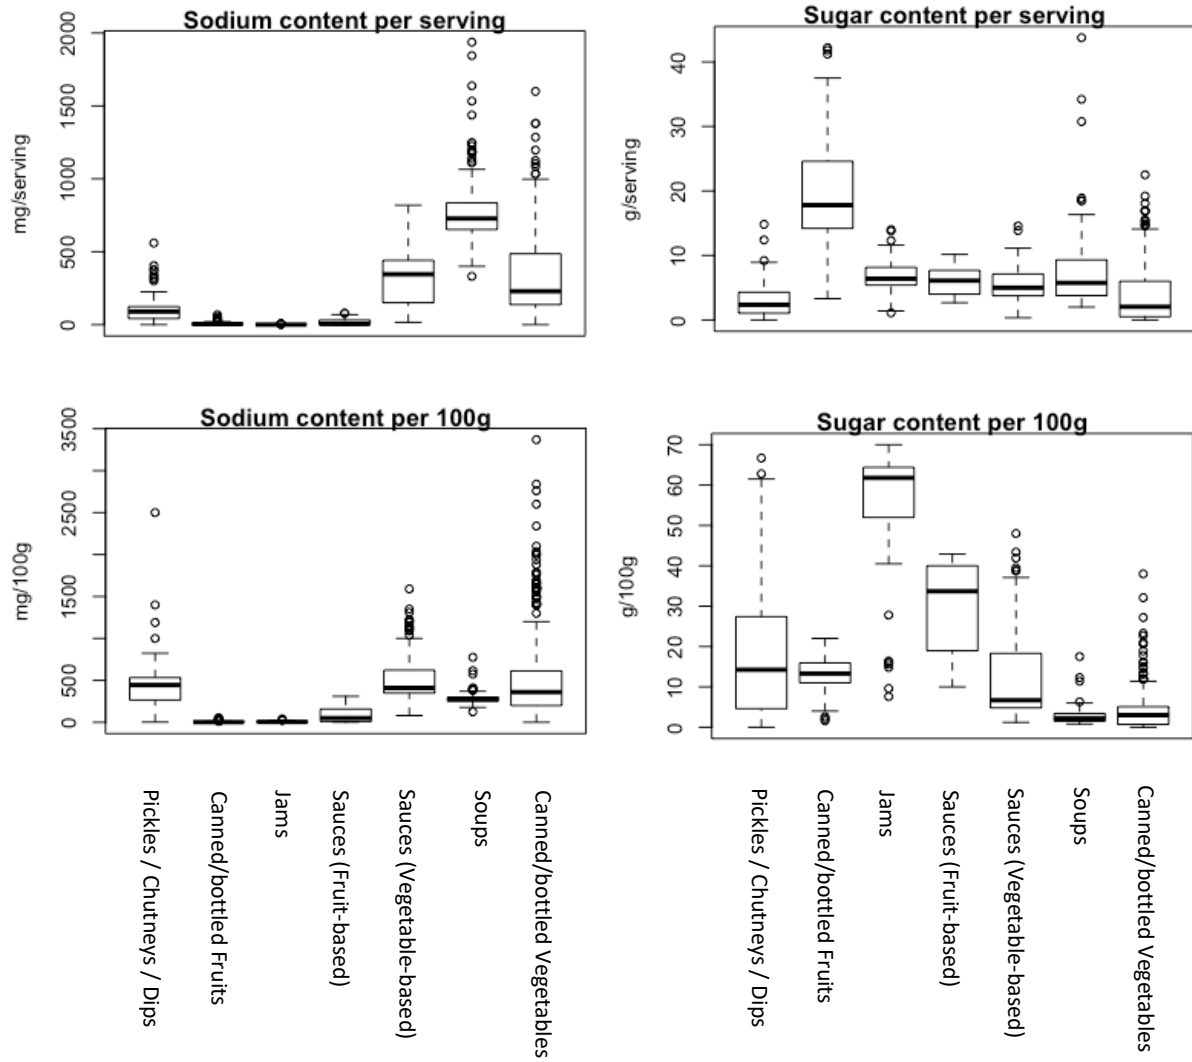 Sodium content per serving
mg/serving
2000
1500
1000
500
0
Sugar content per serving
g/serving
40
30
20
10
0
Sodium content per 100g
mg/100g
3500
2500
1500
500
0
Sugar content per 100g
g/100g
70
60
50
40
30
20
10
0
Pickles / Chutneys / Dips
Canned/bottled Fruits
Jams
Sauces (Fruit-based)
Sauces (Vegetable-based)
Soups
Canned/bottled Vegetables
Pickles / Chutneys / Dips
Canned/bottled Fruits
Jams
Sauces (Fruit-based)
Sauces (Vegetable-based)
Soups
Canned/bottled Vegetables